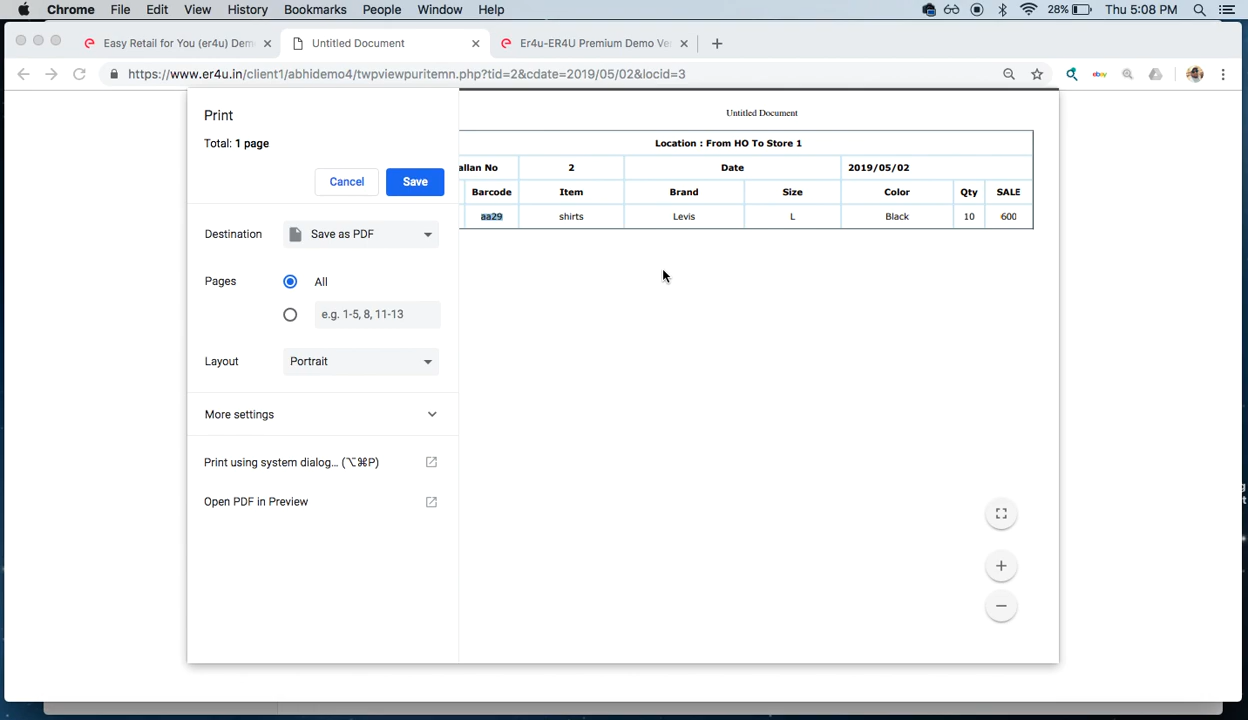 Chrome File Edit View History Bookmarks People Window Help 28% Thu 5:08 PM
Easy Retail for You (er4u) Dem
Untitled Document
Er4u-ER4U Premium Demo Ve
https://www.er4u.in/client1/abhidemo4/twpviewpuritemn.php?tid=2&cdate=2019/05/02&locid=3
ebay
Print
Total: 1 page
Cancel Save
Destination Save as PDF
Pages All
e.g. 1-5, 8, 11-13
Layout Portrait
More settings
Print using system dialog... (⌥⌘P)
Open PDF in Preview
Untitled Document
Location : From HO To Store 1
allan No 2 Date 2019/05/02
Barcode Item Brand Size Color Qty SALE
aa29 shirts Levis L Black 10 600